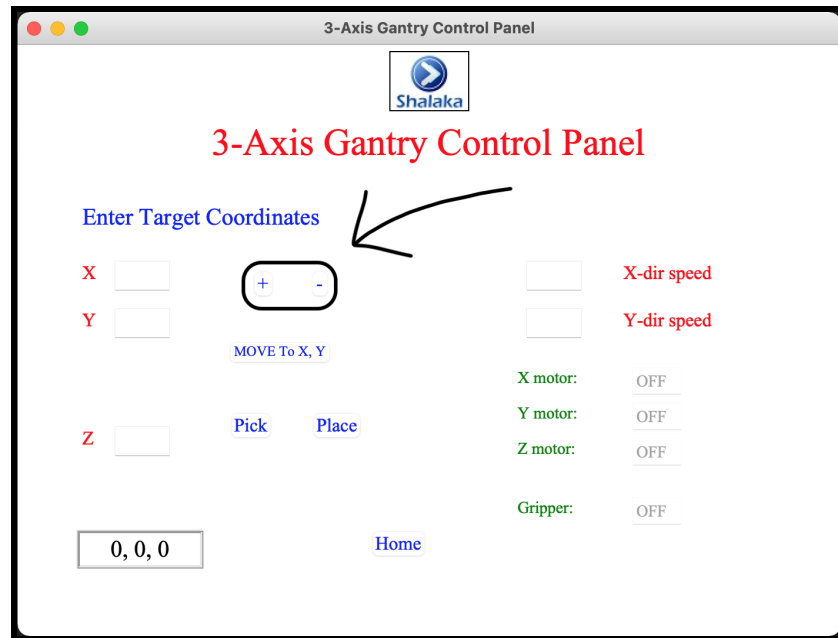 3-Axis Gantry Control Panel
Shalaka
3-Axis Gantry Control Panel
Enter Target Coordinates
X + - X-dir speed
Y Y-dir speed
MOVE To X, Y
X motor: OFF
Y motor: OFF
Pick Place
Z
Z motor: OFF
Gripper: OFF
0, 0, 0 Home